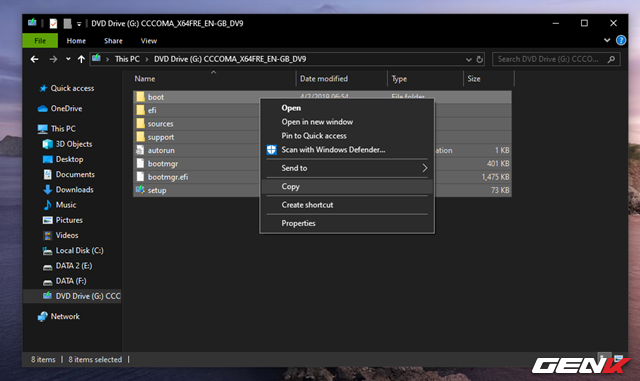 DVD Drive (G:) CCCOMA_X64FRE_EN-GB_DV9
File Home Share View
This PC > DVD Drive (G:) CCCOMA_X64FRE_EN-GB_DV9
Search DVD Drive (G:) CCCO...
Name Date modified Type Size
Quick access
OneDrive
This PC
3D Objects
Desktop
Documents
Downloads
Music
Pictures
Videos
Local Disk (C:)
DATA 2 (E:)
DATA (F:)
DVD Drive (G:) CCC
Network
boot 4/2/2019 06:54 File folder
efi
sources
support
autorun 1 KB
bootmgr 401 KB
bootmgr.efi 1,475 KB
setup 73 KB
Open
Open in new window
Pin to Quick access
Scan with Windows Defender...
Send to
Copy
Create shortcut
Properties
8 items 8 items selected
GENK